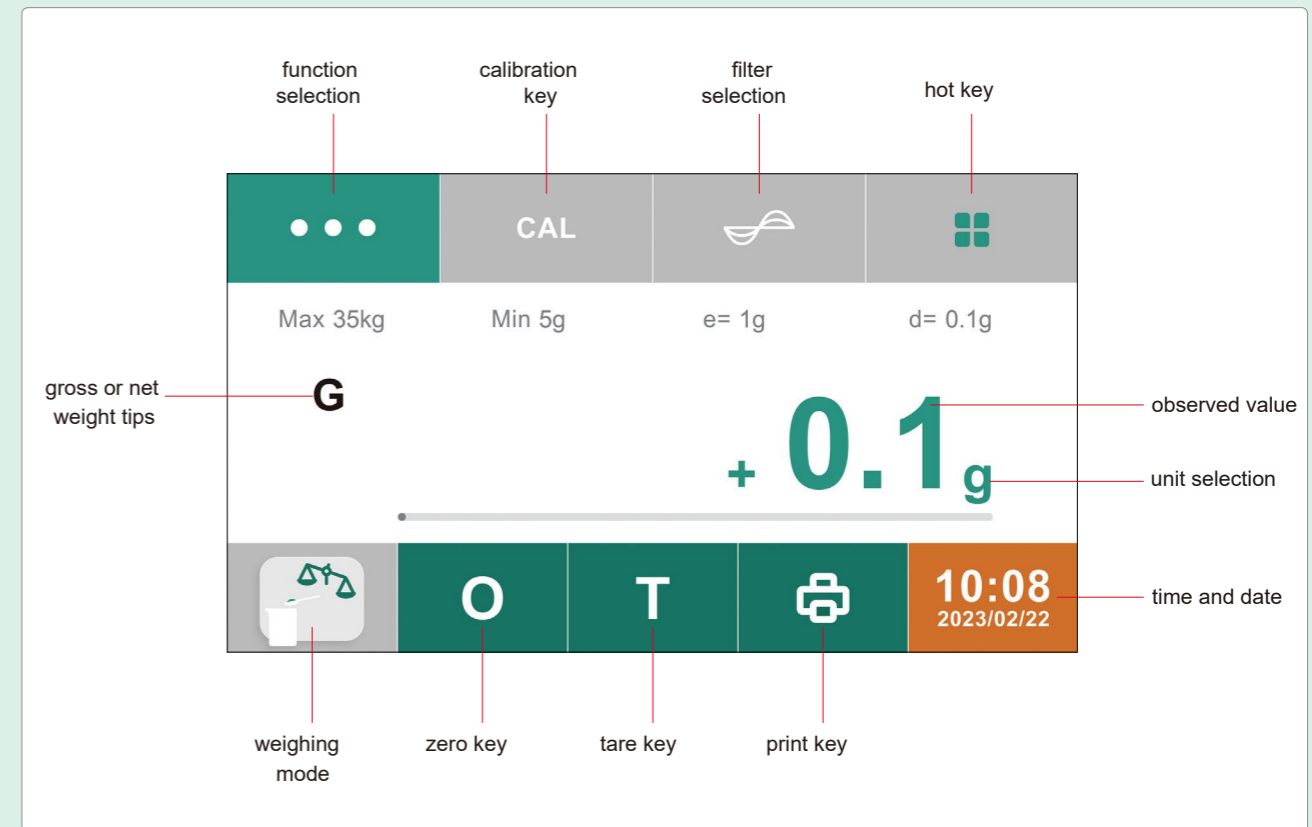 function
selection
calibration
key
filter
selection
hot key
CAL
Max 35kg
Min 5g
e= 1g
d= 0.1g
gross or net
weight tips
G
+ 0.1g
observed value
unit selection
O
T
10:08
2023/02/22
time and date
weighing
mode
zero key
tare key
print key